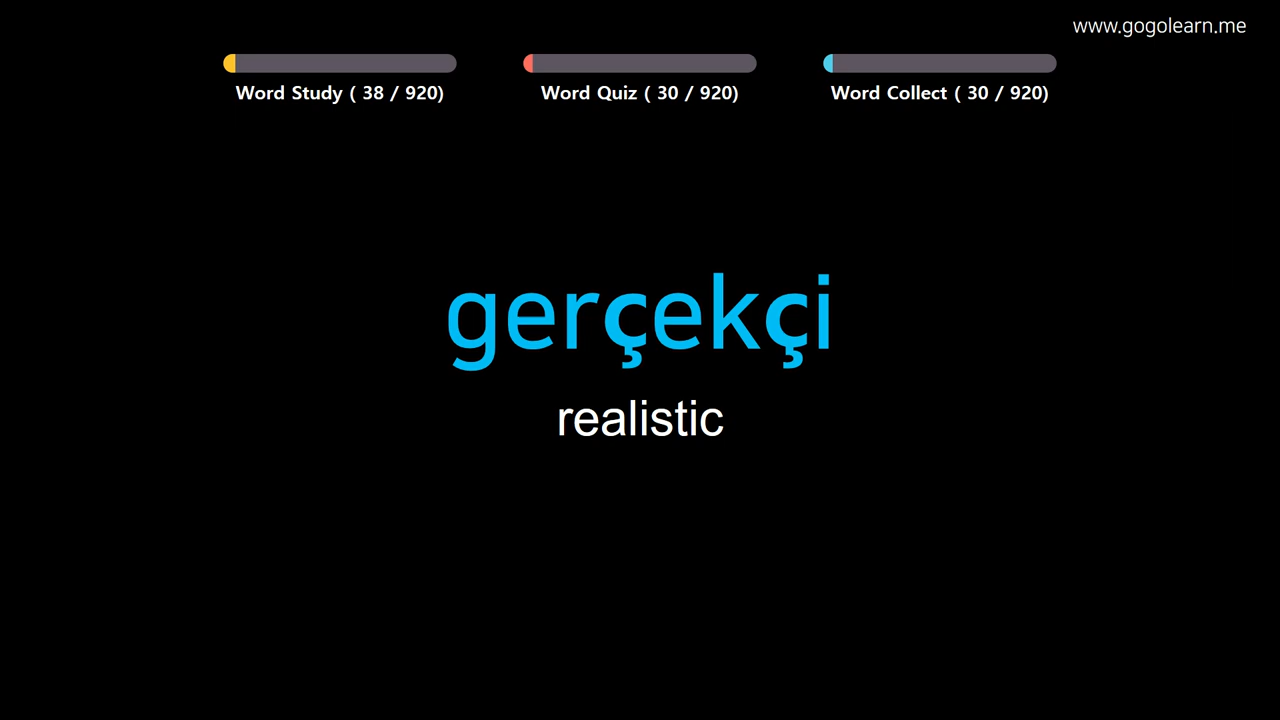 www.gogolearn.me
Word Study ( 38 / 920)
Word Quiz ( 30 / 920)
Word Collect ( 30 / 920)
gerçekçi
realistic